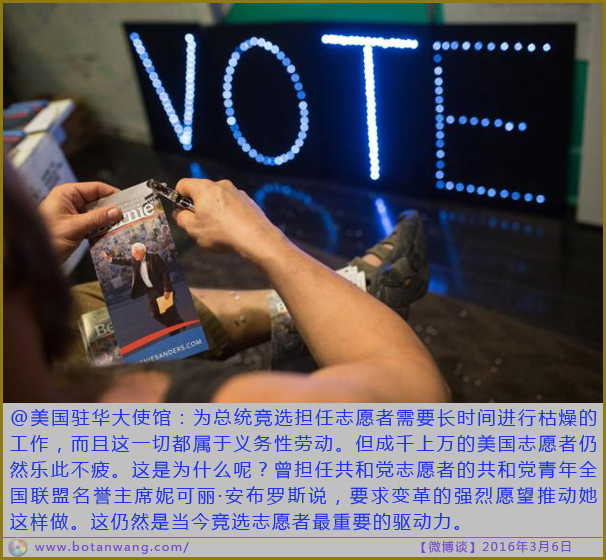 VOTE
rnie
Be
NIESANDERS.COM
@美国驻华大使馆：为总统竞选担任志愿者需要长时间进行枯燥的
工作，而且这一切都属于义务性劳动。但成千上万的美国志愿者仍
然乐此不疲。这是为什么呢？曾担任共和党志愿者的共和党青年全
国联盟名誉主席妮可丽·安布罗斯说，要求变革的强烈愿望推动她
这样做。这仍然是当今竞选志愿者最重要的驱动力。
www.botanwang.com/
【微博谈】2016年3月6日